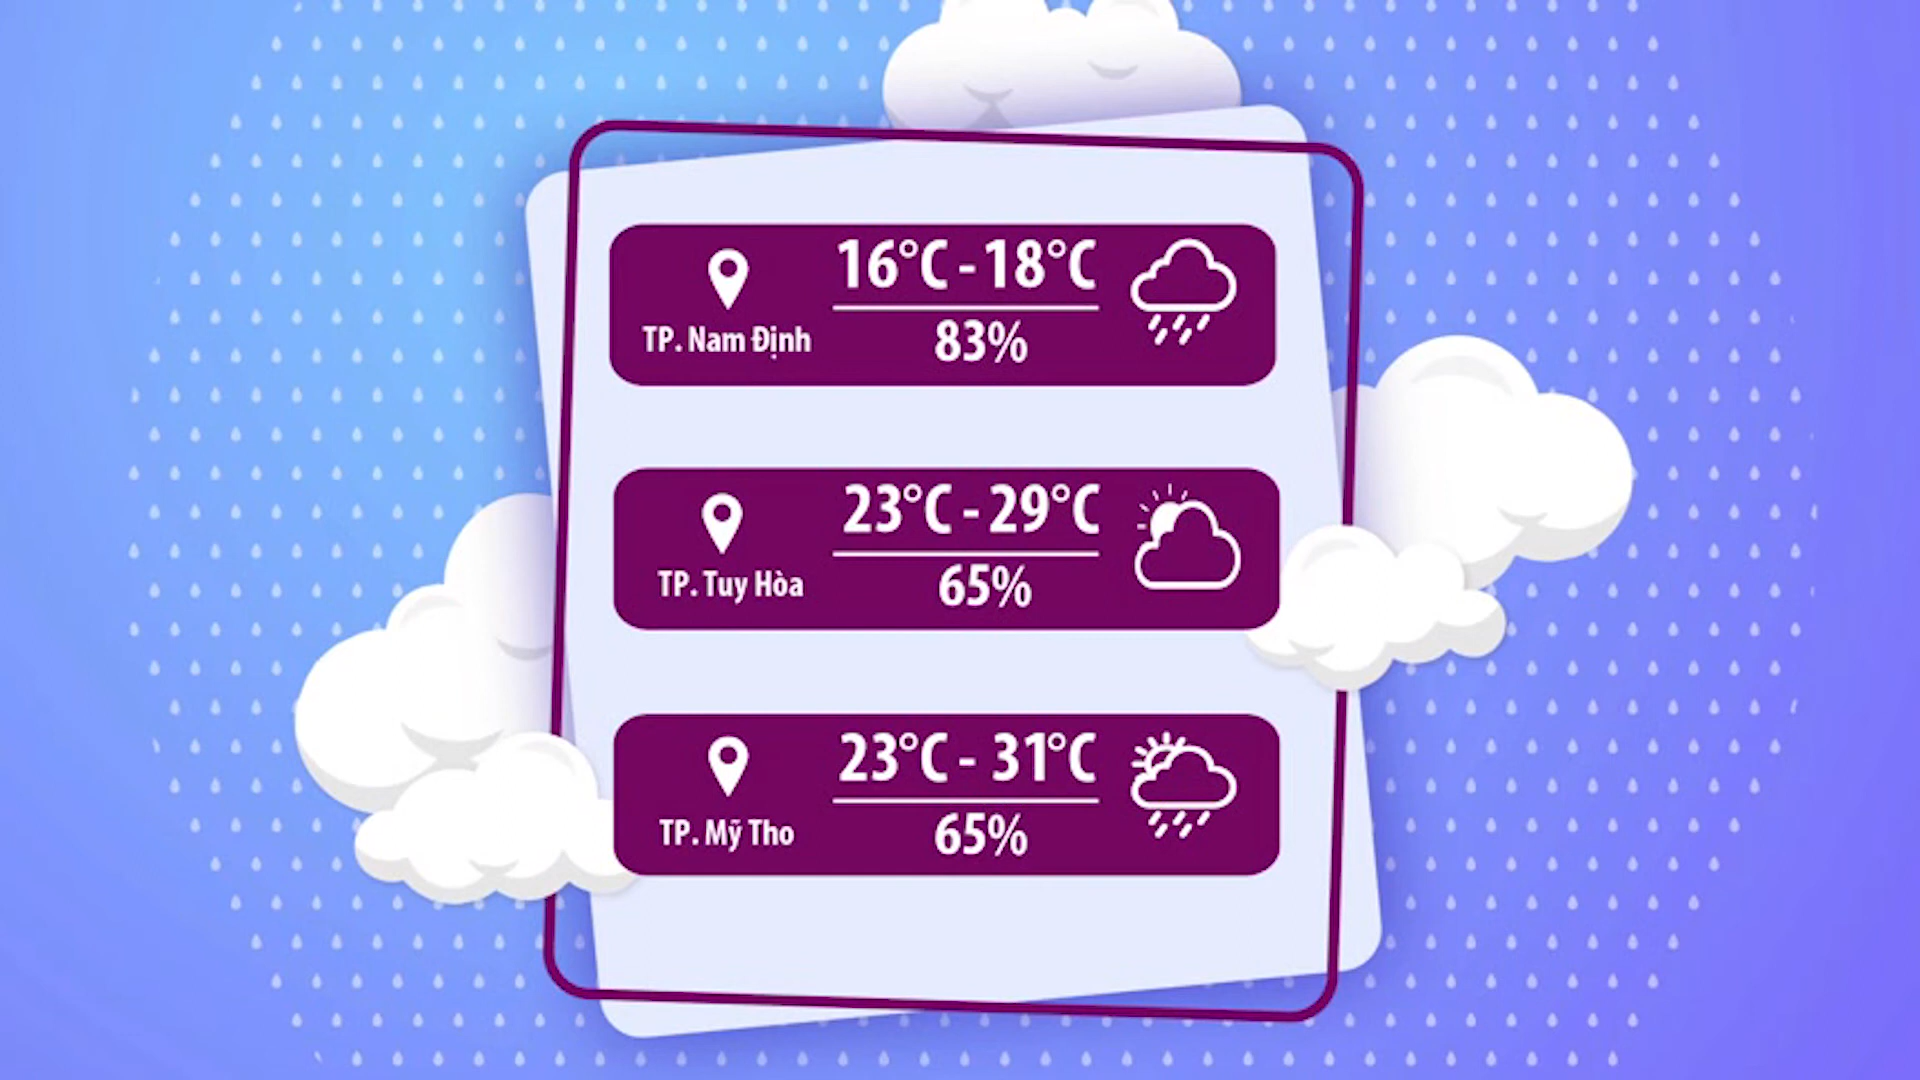 16°C - 18°C
TP. Nam Định
83%
23°C - 29°C
TP. Tuy Hòa
65%
23°C - 31°C
TP. Mỹ Tho
65%